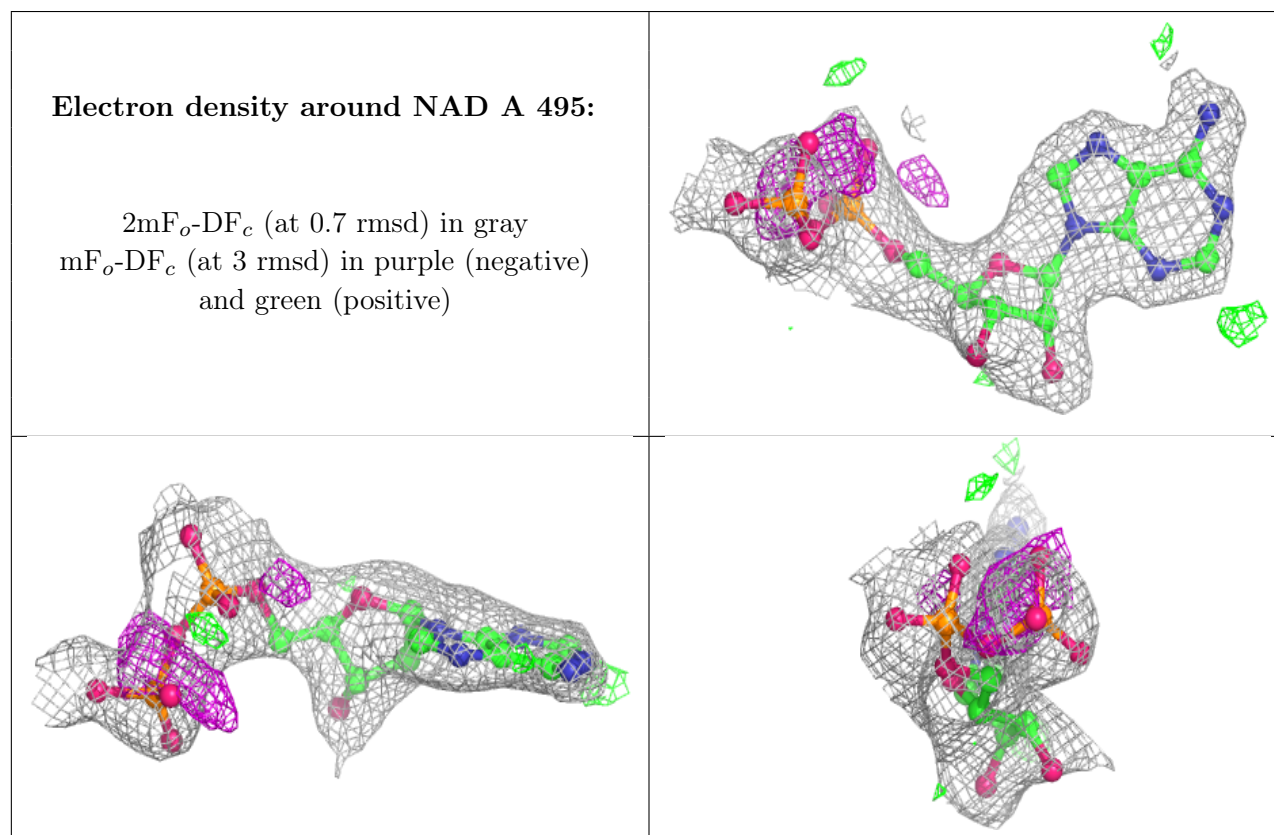 Electron density around NAD A 495:
2mFo-DFc (at 0.7 rmsd) in gray
mFo-DFc (at 3 rmsd) in purple (negative)
and green (positive)